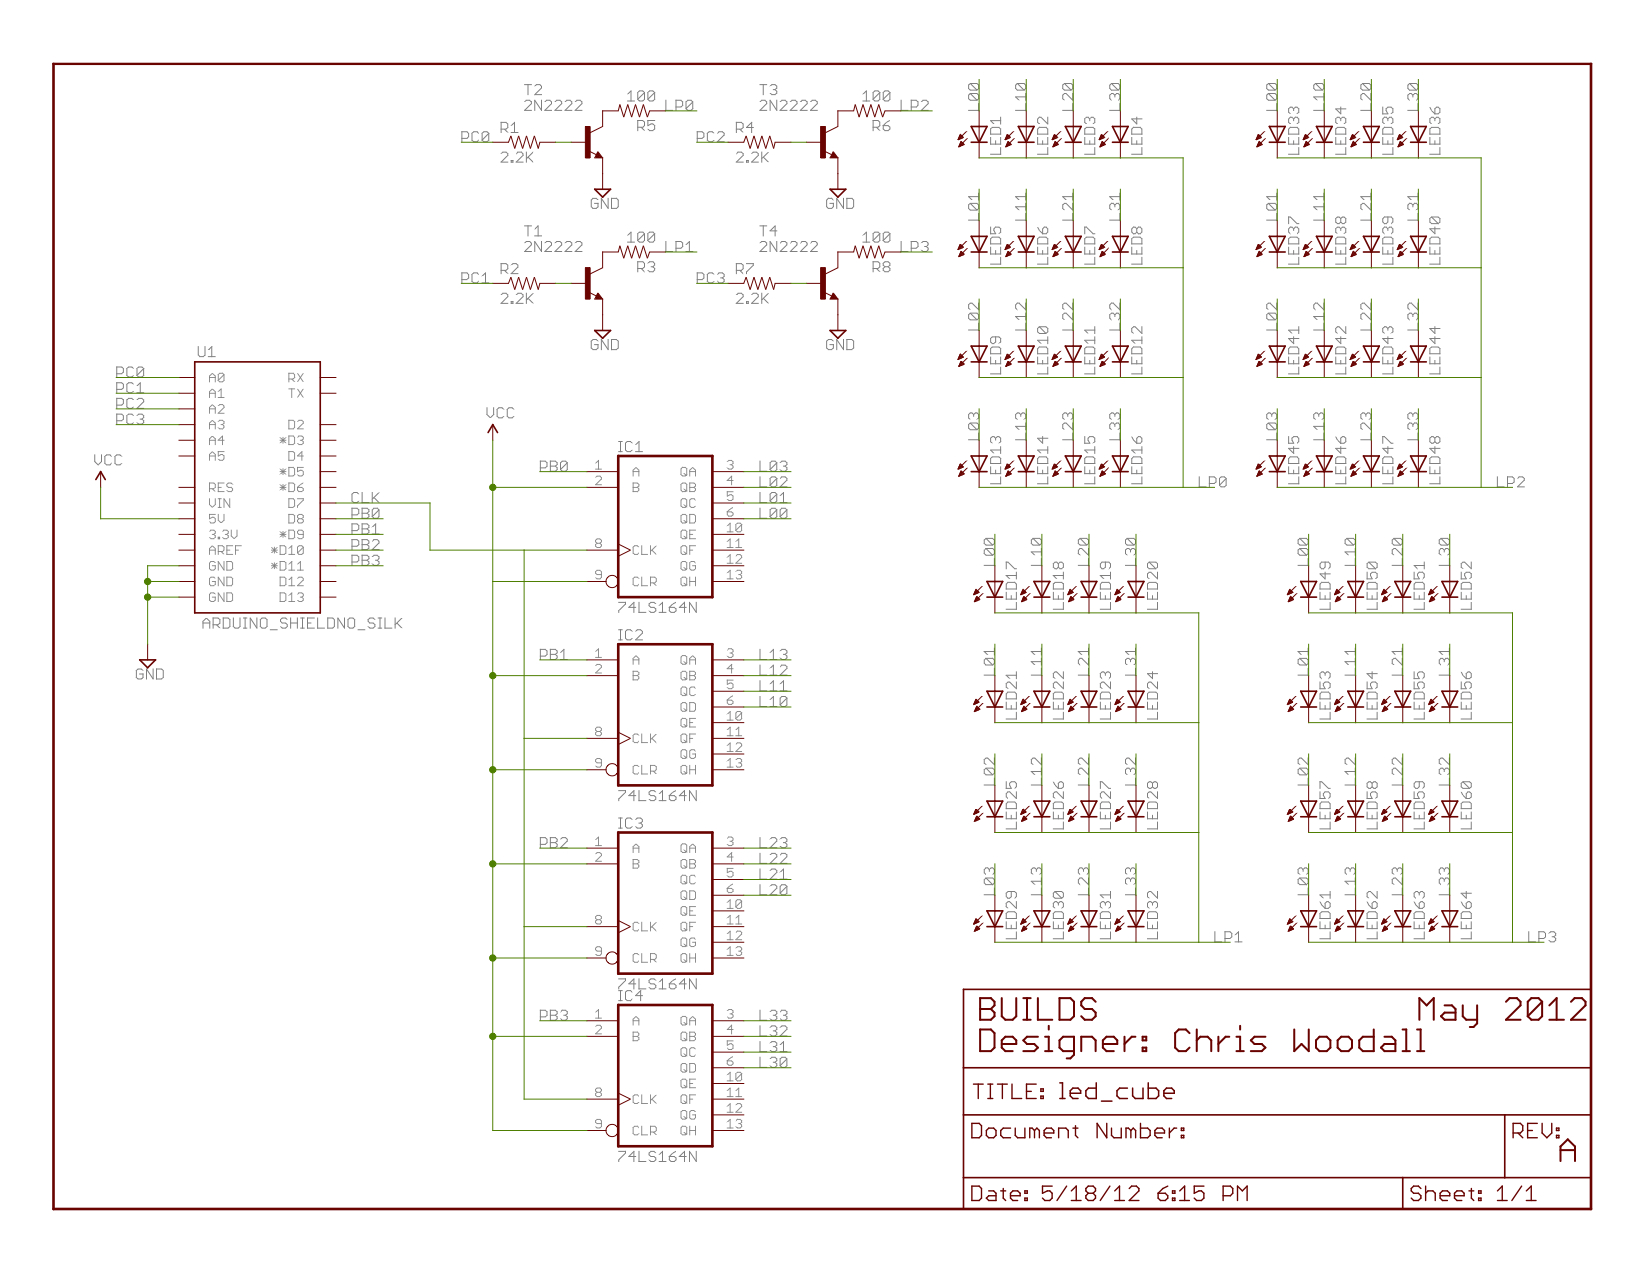 T2
2N2222
100
LP0
R5
PC0
R1
2.2K
GND
T3
2N2222
100
LP2
R6
PC2
R4
2.2K
GND
T1
2N2222
100
LP1
R3
PC1
R2
2.2K
GND
T4
2N2222
100
LP3
R8
PC3
R7
2.2K
GND
U1
PC0 A0 RX
PC1 A1 TX
PC2 A2
PC3 A3 D2
A4 *D3
A5 D4
*D5
RES *D6
VIN D7 CLK
5V D8 PB0
3.3V *D9 PB1
AREF *D10 PB2
GND *D11 PB3
GND D12
GND D13
ARDUINO_SHIELDNO_SILK
VCC
GND
VCC
IC1
PB0 1 A QA 3 L03
2 B QB 4 L02
QC 5 L01
QD 6 L00
QE 10
8 CLK QF 11
QG 12
9 CLR QH 13
74LS164N
IC2
PB1 1 A QA 3 L13
2 B QB 4 L12
QC 5 L11
QD 6 L10
QE 10
8 CLK QF 11
QG 12
9 CLR QH 13
74LS164N
IC3
PB2 1 A QA 3 L23
2 B QB 4 L22
QC 5 L21
QD 6 L20
QE 10
8 CLK QF 11
QG 12
9 CLR QH 13
74LS164N
IC4
PB3 1 A QA 3 L33
2 B QB 4 L32
QC 5 L31
QD 6 L30
QE 10
8 CLK QF 11
QG 12
9 CLR QH 13
74LS164N
L00 L10 L20 L30
LED1 LED2 LED3 LED4
L01 L11 L21 L31
LED5 LED6 LED7 LED8
L02 L12 L22 L32
LED9 LED10 LED11 LED12
L03 L13 L23 L33
LED13 LED14 LED15 LED16
LP0
L00 L10 L20 L30
LED33 LED34 LED35 LED36
L01 L11 L21 L31
LED37 LED38 LED39 LED40
L02 L12 L22 L32
LED41 LED42 LED43 LED44
L03 L13 L23 L33
LED45 LED46 LED47 LED48
LP2
L00 L10 L20 L30
LED17 LED18 LED19 LED20
L01 L11 L21 L31
LED21 LED22 LED23 LED24
L02 L12 L22 L32
LED25 LED26 LED27 LED28
L03 L13 L23 L33
LED29 LED30 LED31 LED32
LP1
L00 L10 L20 L30
LED49 LED50 LED51 LED52
L01 L11 L21 L31
LED53 LED54 LED55 LED56
L02 L12 L22 L32
LED57 LED58 LED59 LED60
L03 L13 L23 L33
LED61 LED62 LED63 LED64
LP3
BUILDS May 2012
Designer: Chris Woodall
TITLE: led_cube
Document Number:
REV:
A
Date: 5/18/12 6:15 PM
Sheet: 1/1